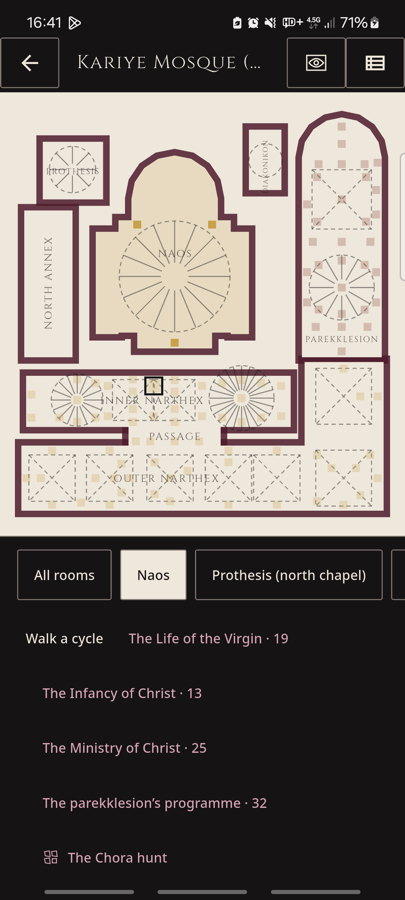 16:41
4.5G
71%
KARIYE MOSQUE (...
PROTHESIS
DIAKONIKON
NAOS
NORTH ANNEX
PAREKKLESION
INNER NARTHEX
PASSAGE
OUTER NARTHEX
All rooms
Naos
Prothesis (north chapel)
Walk a cycle
The Life of the Virgin · 19
The Infancy of Christ · 13
The Ministry of Christ · 25
The parekklesion’s programme · 32
The Chora hunt